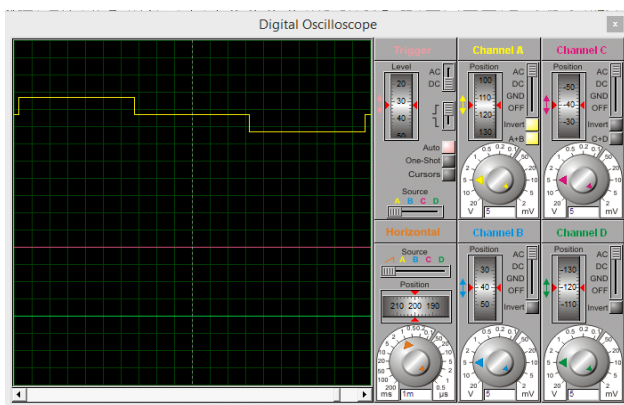 Digital Oscilloscope
x
Trigger
Level
20
30
40
50
AC
DC
Auto
One-Shot
Cursors
Source
A B C D
Channel A
Position
100
110
120
130
AC
DC
GND
OFF
Invert
A+B
V 5 mV
Channel C
Position
-50
-40
-30
AC
DC
GND
OFF
Invert
C+D
V 5 mV
Horizontal
Source
A B C D
Position
210 200 190
ms 1m µs
Channel B
Position
30
40
50
AC
DC
GND
OFF
Invert
V 5 mV
Channel D
Position
-130
-120
-110
AC
DC
GND
OFF
Invert
V 5 mV